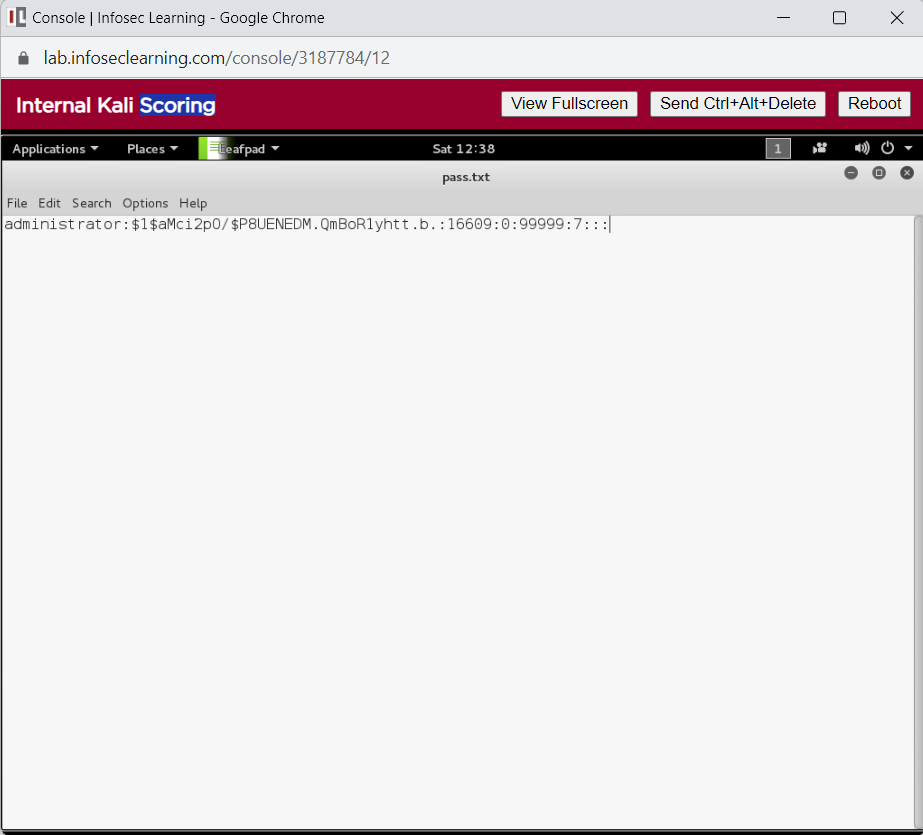 Console | Infosec Learning - Google Chrome
lab.infoseclearning.com/console/3187784/12
Internal Kali Scoring View Fullscreen Send Ctrl+Alt+Delete Reboot
Applications Places Leafpad Sat 12:38 1
pass.txt
File Edit Search Options Help
administrator:$1$aMci2pO/$P8UENEDM.QmBoR1yhtt.b.:16609:0:99999:7:::